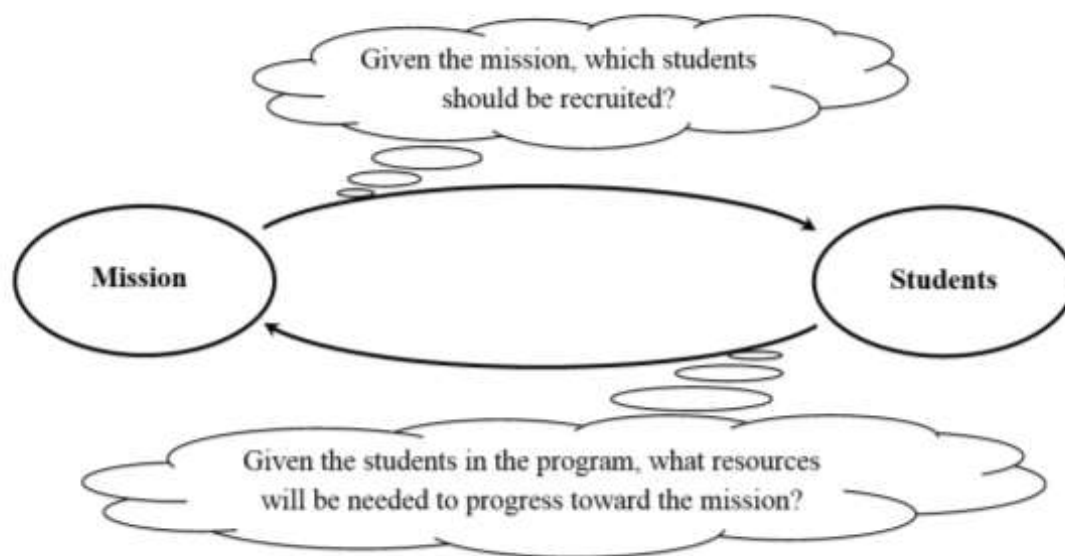 Given the mission, which students
should be recruited?
Mission
Students
Given the students in the program, what resources
will be needed to progress toward the mission?